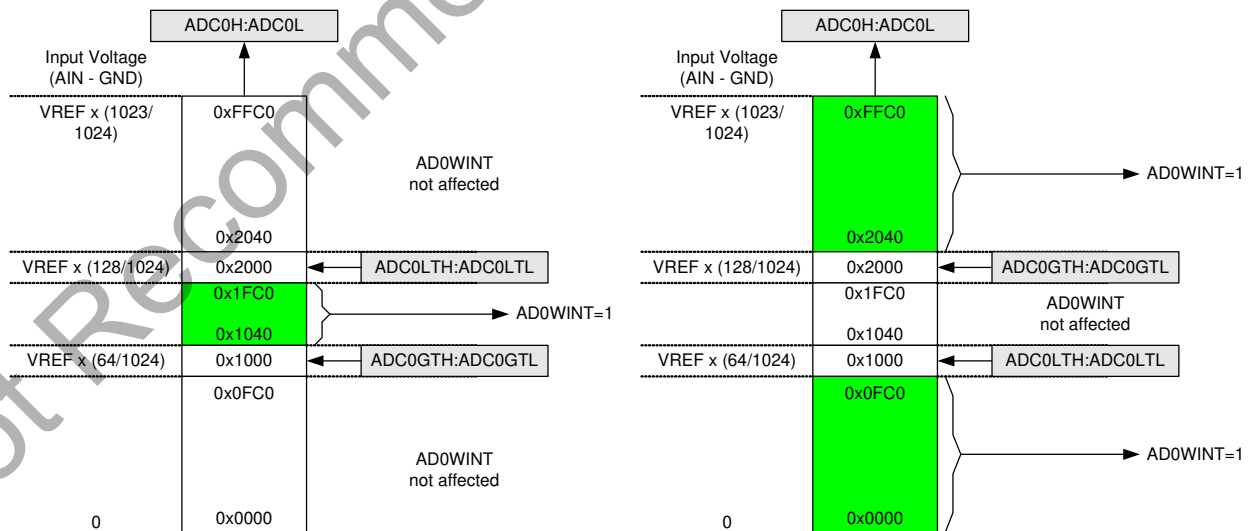 ADC0H:ADC0L
Input Voltage
(AIN - GND)
VREF x (1023/
1024)
0xFFC0
AD0WINT
not affected
0x2040
VREF x (128/1024)
0x2000
ADC0LTH:ADC0LTL
0x1FC0
AD0WINT=1
0x1040
VREF x (64/1024)
0x1000
ADC0GTH:ADC0GTL
0x0FC0
AD0WINT
not affected
0
0x0000
ADC0H:ADC0L
Input Voltage
(AIN - GND)
VREF x (1023/
1024)
0xFFC0
AD0WINT=1
0x2040
VREF x (128/1024)
0x2000
ADC0GTH:ADC0GTL
0x1FC0
AD0WINT
not affected
0x1040
VREF x (64/1024)
0x1000
ADC0LTH:ADC0LTL
0x0FC0
AD0WINT=1
0
0x0000